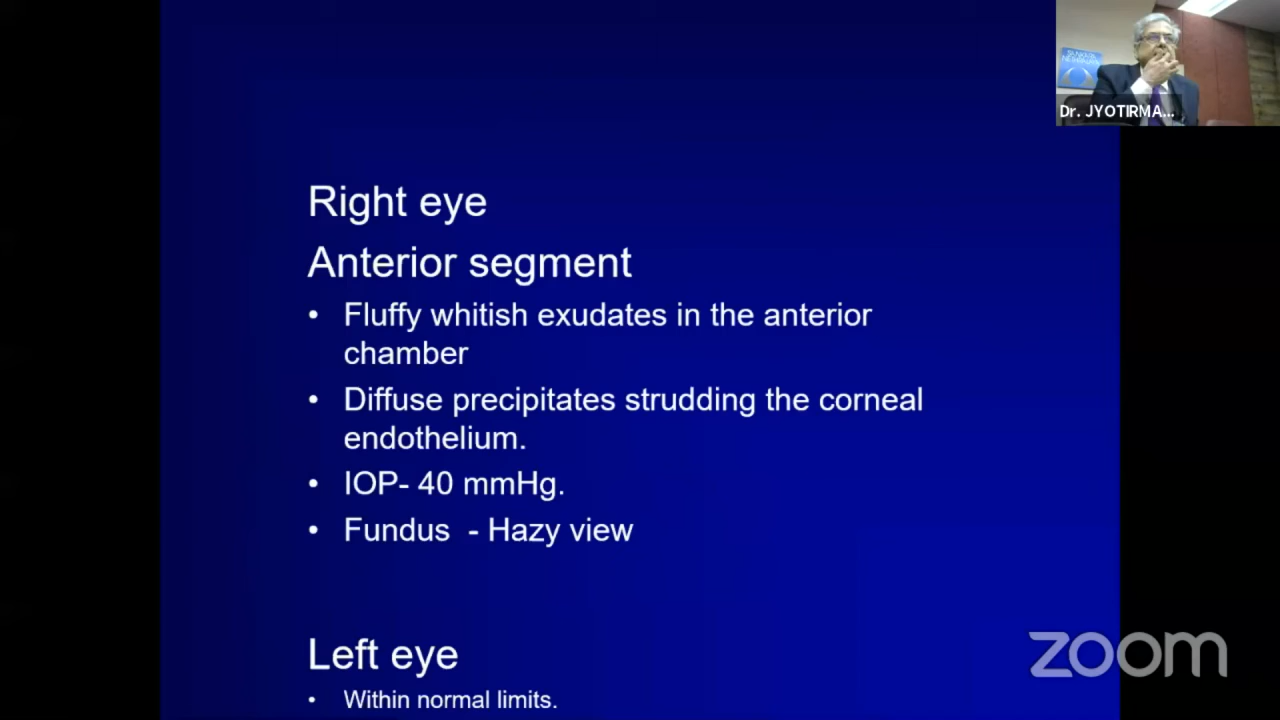 Dr. JYOTIRMA...
Right eye
Anterior segment
• Fluffy whitish exudates in the anterior
chamber
• Diffuse precipitates strudding the corneal
endothelium.
• IOP- 40 mmHg.
• Fundus - Hazy view
Left eye
• Within normal limits.
zoom